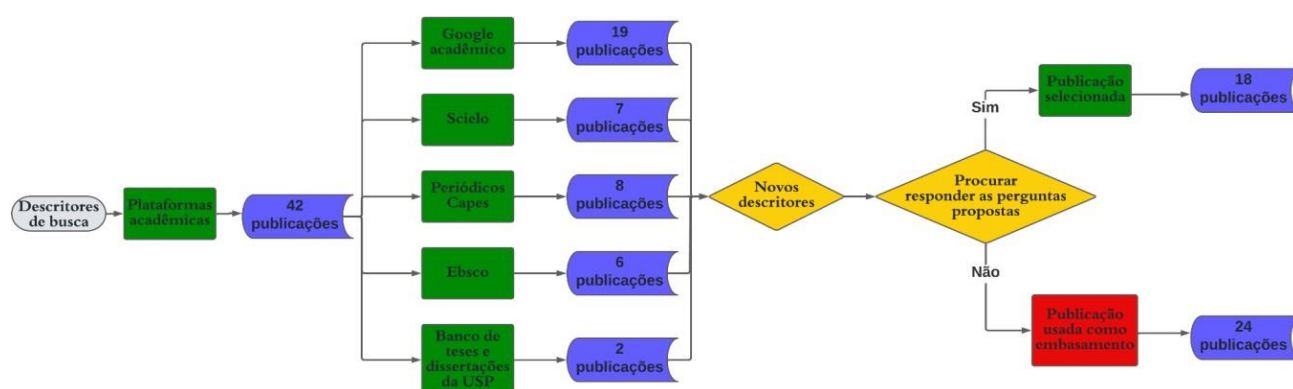 Descritores
de busca
Plataformas
acadêmicas
42
publicações
Google
acadêmico
19
publicações
Scielo
7
publicações
Periódicos
Capes
8
publicações
Ebsco
6
publicações
Banco de
teses e
dissertações
da USP
2
publicações
Novos
descritores
Procurar
responder as perguntas
propostas
Sim
Publicação
selecionada
18
publicações
Não
Publicação
usada como
embasamento
24
publicações